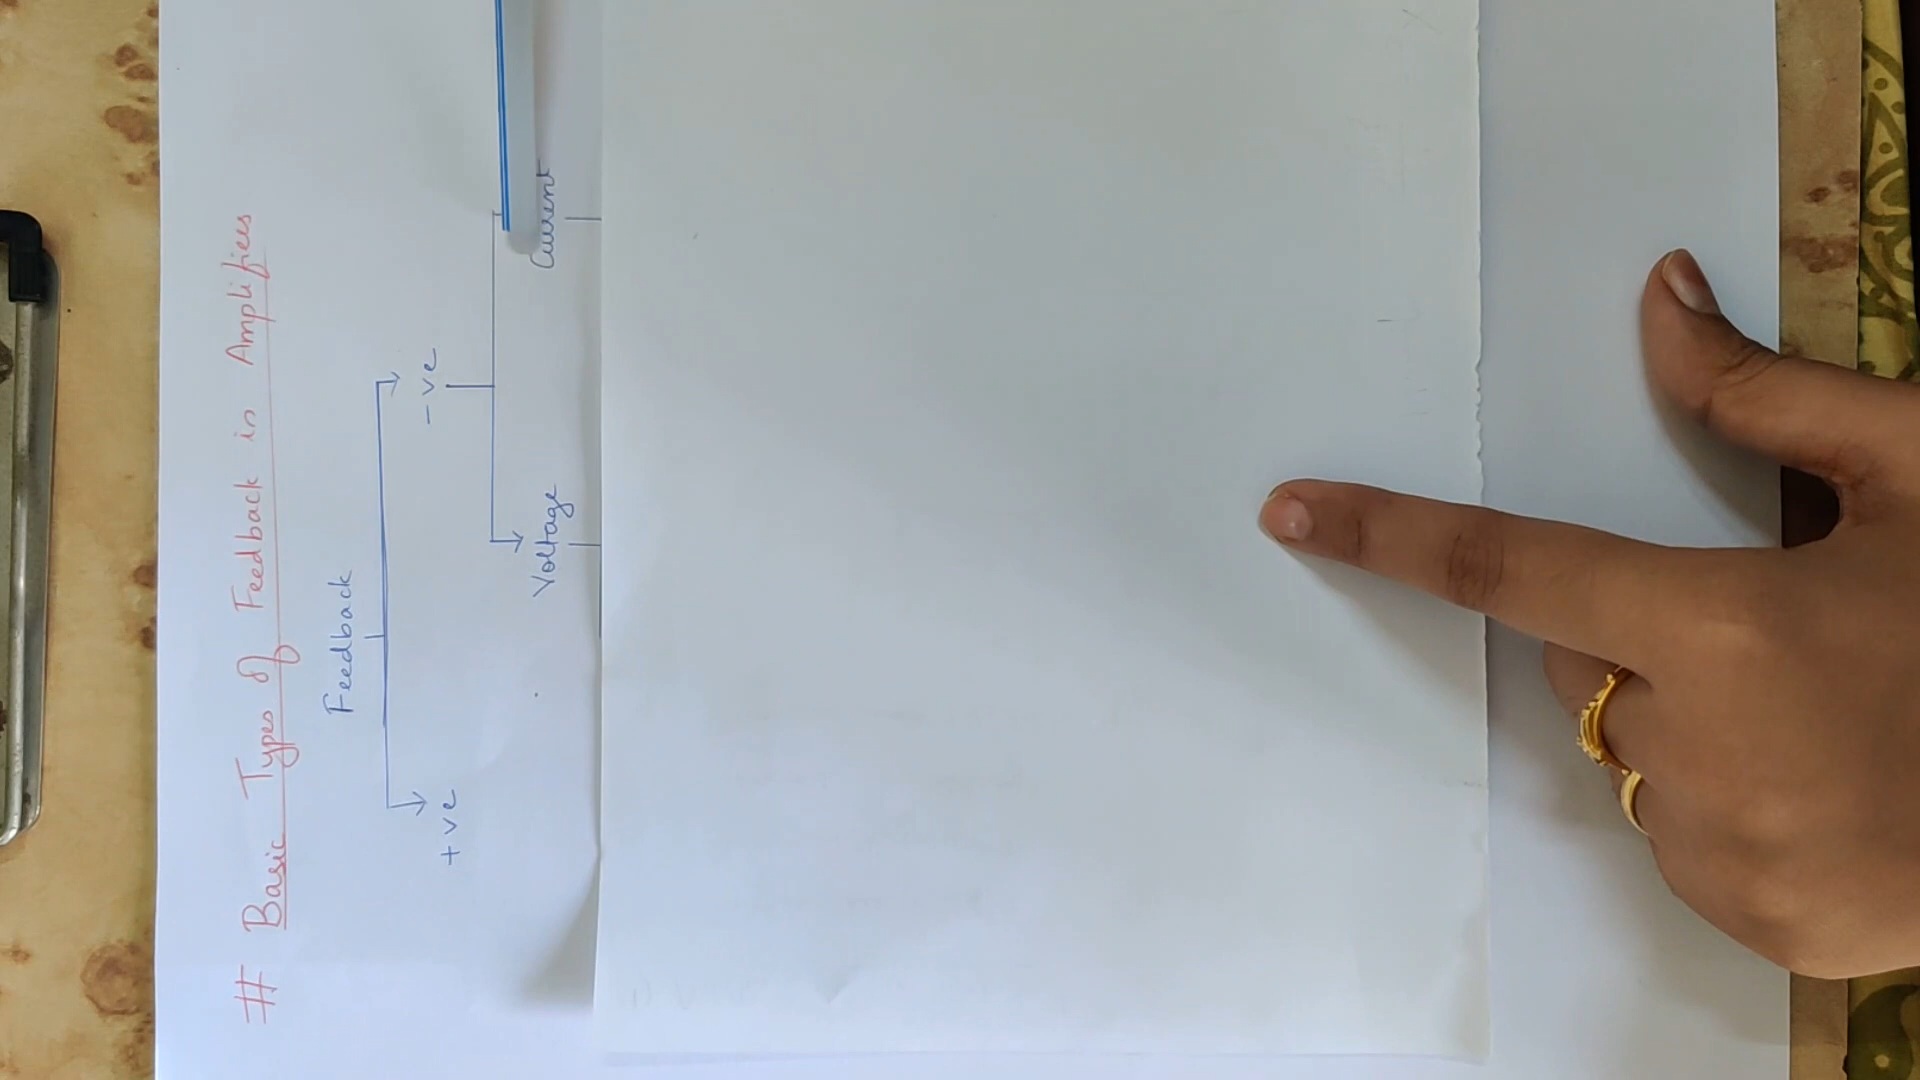 # Basic Types of Feedback in Amplifiers
Feedback
+ve
-ve
Voltage
Current